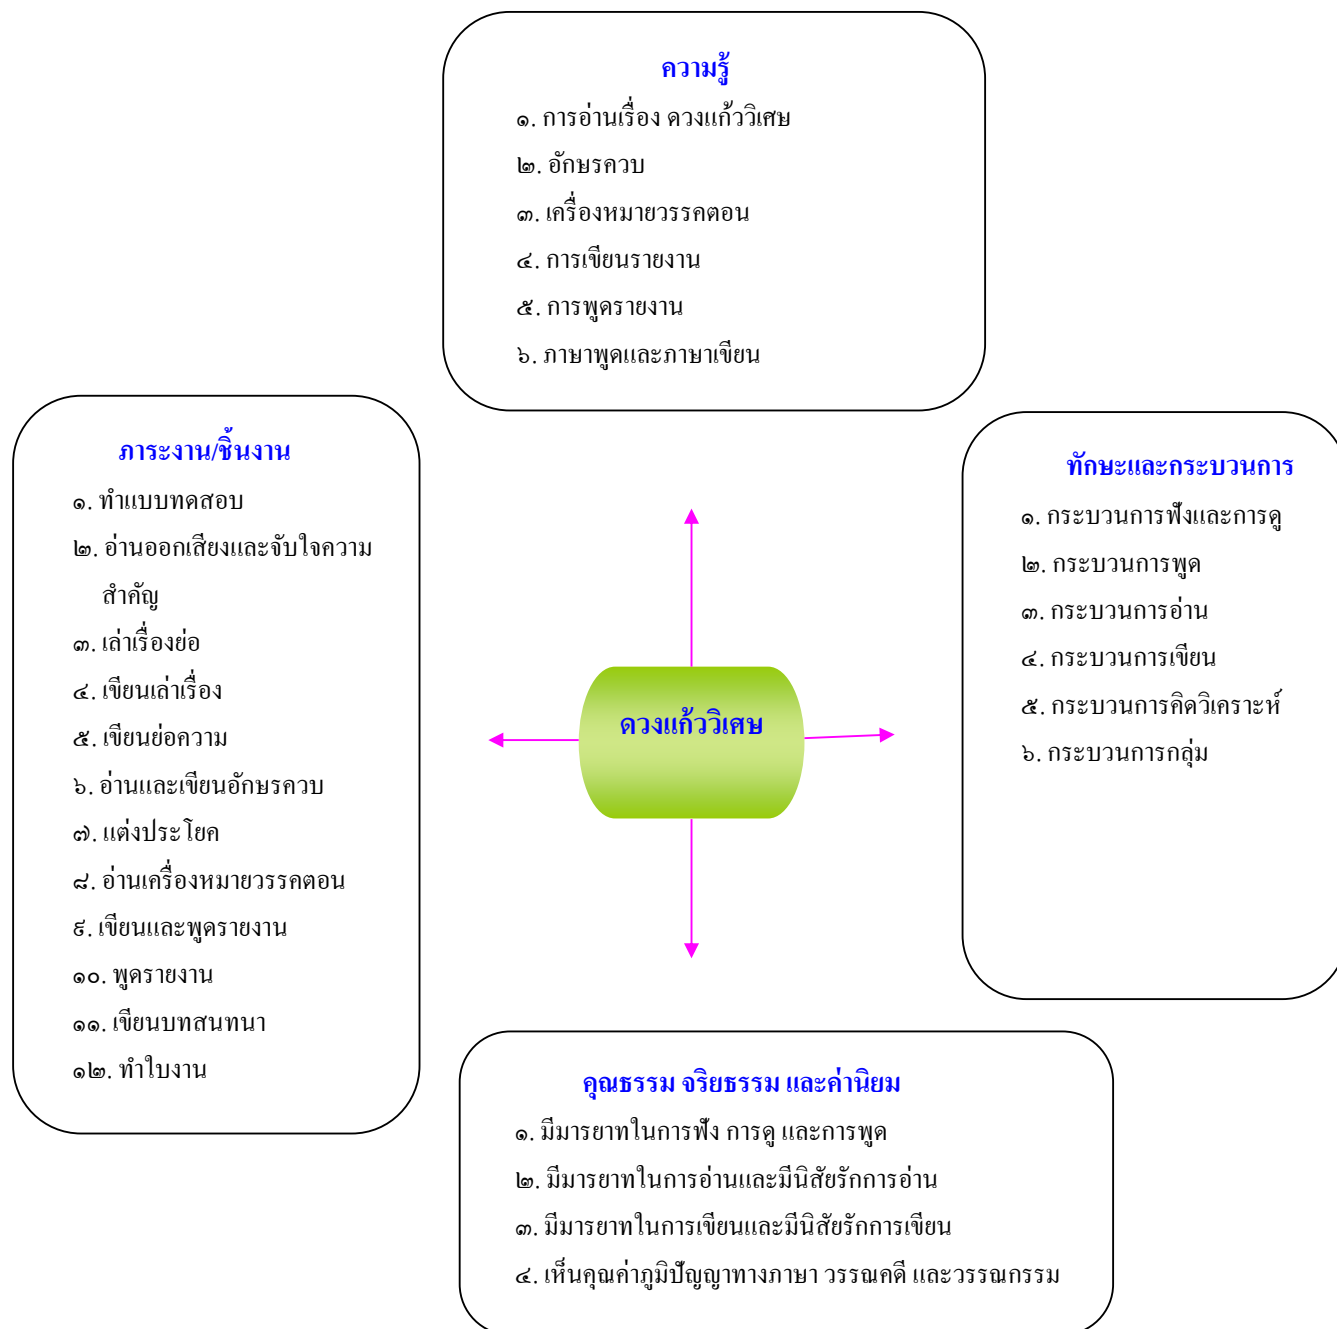 ความรู้
๑. การอ่านเรื่อง ดวงแก้ววิเศษ
๒. อักษรควบ
๓. เครื่องหมายวรรคตอน
๔. การเขียนรายงาน
๕. การพูดรายงาน
๖. ภาษาพูดและภาษาเขียน
ภาระงาน/ชิ้นงาน
๑. ทำแบบทดสอบ
๒. อ่านออกเสียงและจับใจความ
สำคัญ
๓. เล่าเรื่องย่อ
๔. เขียนเล่าเรื่อง
๕. เขียนย่อความ
๖. อ่านและเขียนอักษรควบ
๗. แต่งประโยค
๘. อ่านเครื่องหมายวรรคตอน
๙. เขียนและพูดรายงาน
๑๐. พูดรายงาน
๑๑. เขียนบทสนทนา
๑๒. ทำใบงาน
ดวงแก้ววิเศษ
ทักษะและกระบวนการ
๑. กระบวนการฟังและการดู
๒. กระบวนการพูด
๓. กระบวนการอ่าน
๔. กระบวนการเขียน
๕. กระบวนการคิดวิเคราะห์
๖. กระบวนการกลุ่ม
คุณธรรม จริยธรรม และค่านิยม
๑. มีมารยาทในการฟัง การดู และการพูด
๒. มีมารยาทในการอ่านและมีนิสัยรักการอ่าน
๓. มีมารยาทในการเขียนและมีนิสัยรักการเขียน
๔. เห็นคุณค่าภูมิปัญญาทางภาษา วรรณคดี และวรรณกรรม